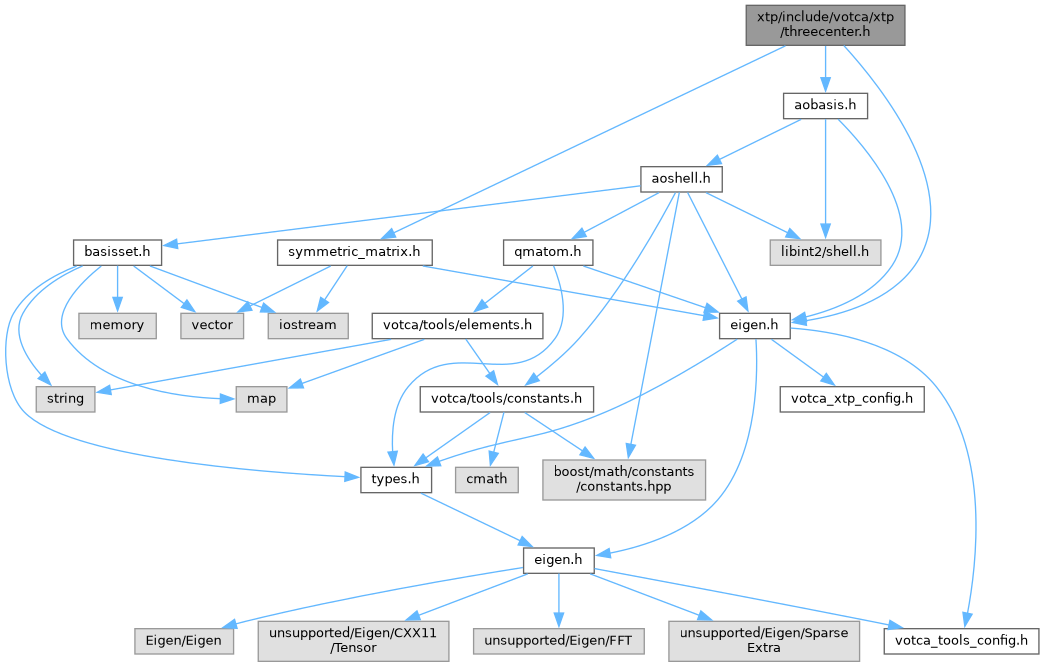 xtp/include/votca/xtp
/threecenter.h
aobasis.h
aoshell.h
basisset.h
symmetric_matrix.h
qmatom.h
libint2/shell.h
memory
vector
iostream
votca/tools/elements.h
eigen.h
string
map
votca/tools/constants.h
votca_xtp_config.h
types.h
cmath
boost/math/constants
/constants.hpp
eigen.h
Eigen/Eigen
unsupported/Eigen/CXX11
/Tensor
unsupported/Eigen/FFT
unsupported/Eigen/Sparse
Extra
votca_tools_config.h